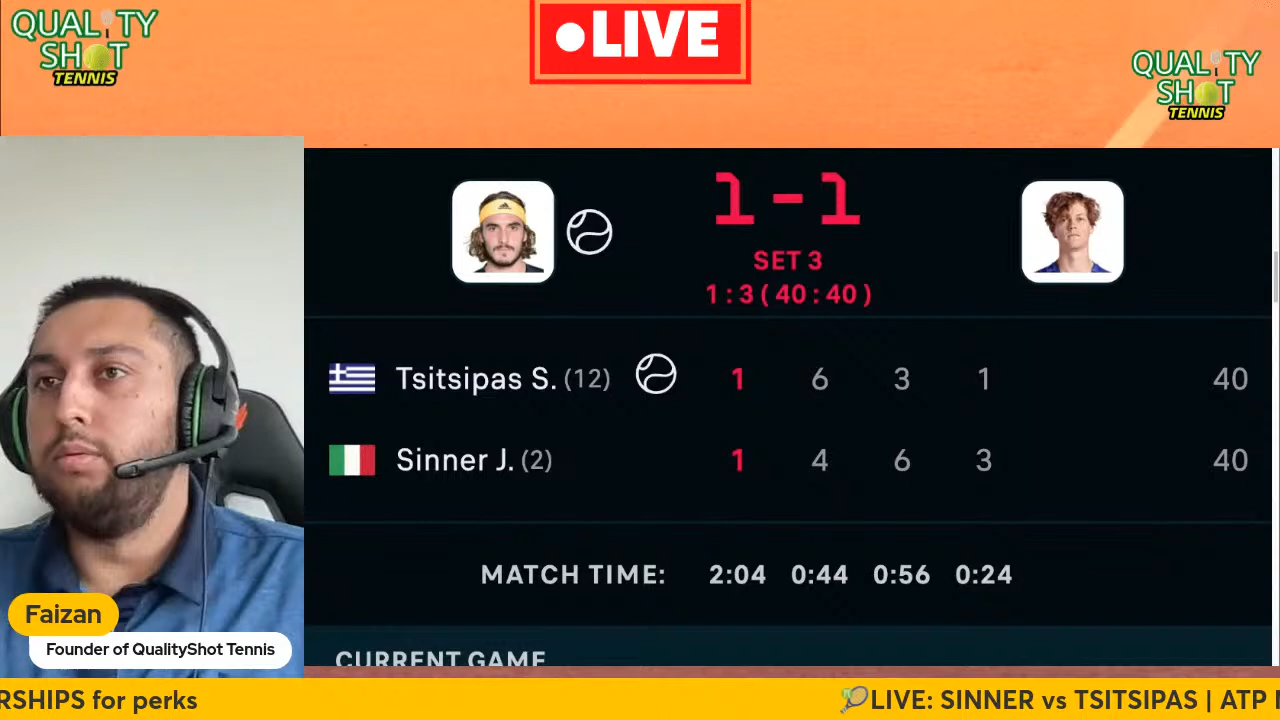 QUALITY
SHOT
TENNIS
LIVE
QUALITY
SHOT
TENNIS
1-1
SET 3
1 : 3 ( 40 : 40 )
Tsitsipas S. (12) 1 6 3 1 40
Sinner J. (2) 1 4 6 3 40
MATCH TIME: 2:04 0:44 0:56 0:24
CURRENT GAME
Faizan
Founder of QualityShot Tennis
RSHIPS for perks
LIVE: SINNER vs TSITSIPAS | ATP